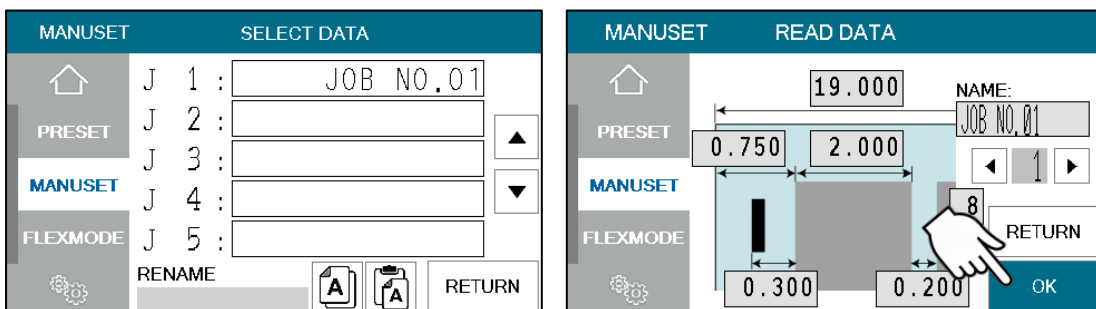 MANUSET SELECT DATA
J 1 : JOB NO.01
PRESET
J 2 :
J 3 :
MANUSET
J 4 :
FLEXMODE
J 5 :
RENAME
A
A
RETURN
MANUSET READ DATA
19.000
NAME:
JOB NO.01
PRESET
0.750
2.000
1
MANUSET
8
FLEXMODE
RETURN
0.300
0.200
OK